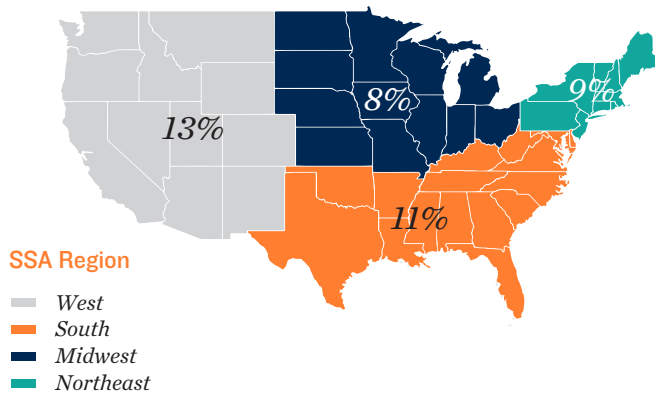 9%
8%
13%
11%
SSA Region
West
South
Midwest
Northeast